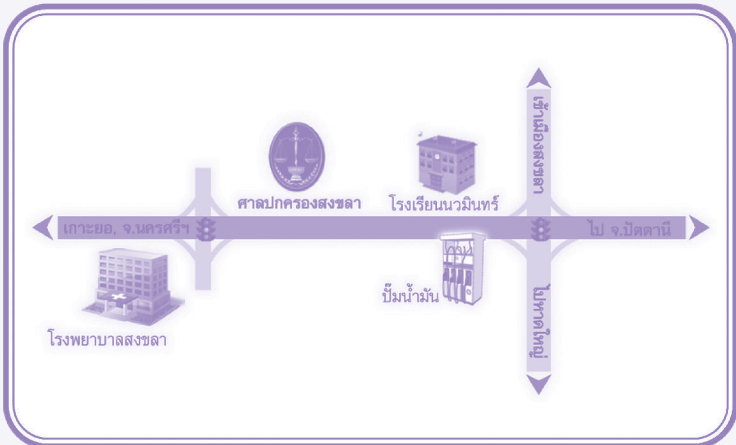 เข้าเมืองสงขลา
ศาลปกครองสงขลา
โรงเรียนนวมินทร์
เกาะยอ, จ.นครศรีฯ
ไป จ.ปัตตานี
ปั๊มน้ำมัน
ไปหาดใหญ่
โรงพยาบาลสงขลา